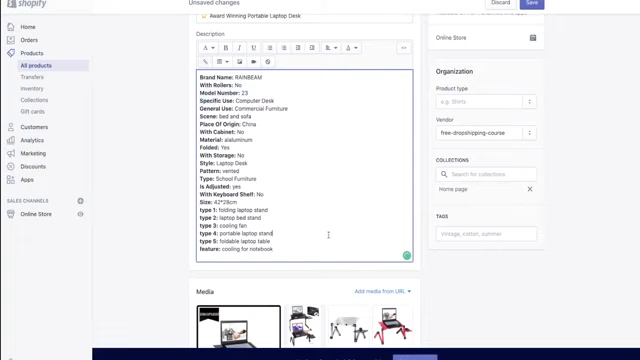 shopify
Unsaved changes
Discard
Save
Award Winning Portable Laptop Desk
Home
Orders
Products
All products
Transfers
Inventory
Collections
Gift cards
Customers
Analytics
Marketing
Discounts
Apps
SALES CHANNELS
Online Store
Description
A
B
I
U
A
Brand Name: RAINBEAM
With Rollers: No
Model Number: 23
Specific Use: Computer Desk
General Use: Commercial Furniture
Scene: bed and sofa
Place Of Origin: China
With Cabinet: No
Material: alaluminum
Folded: Yes
With Storage: No
Style: Laptop Desk
Pattern: vented
Type: School Furniture
Is Adjusted: yes
With Keyboard Shelf: No
Size: 42*28cm
type 1: folding laptop stand
type 2: laptop bed stand
type 3: cooling fan
type 4: portable laptop stand
type 5: foldable laptop table
feature: cooling for notebook
Media
Add media from URL
Online Store
Organization
Product type
e.g. Shirts
Vendor
free-dropshipping-course
COLLECTIONS
Search for collections
Home page
TAGS
Vintage, cotton, summer